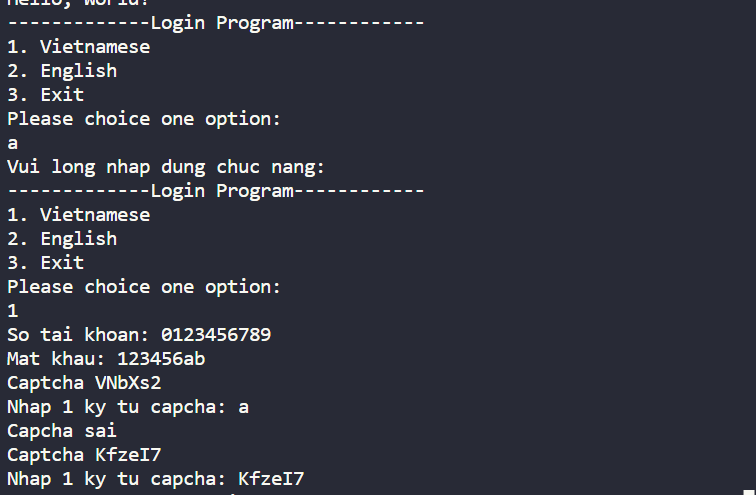 Hello, World!
-------------Login Program------------
1. Vietnamese
2. English
3. Exit
Please choice one option:
a
Vui long nhap dung chuc nang:
-------------Login Program------------
1. Vietnamese
2. English
3. Exit
Please choice one option:
1
So tai khoan: 0123456789
Mat khau: 123456ab
Captcha VNbXs2
Nhap 1 ky tu capcha: a
Capcha sai
Captcha KfzeI7
Nhap 1 ky tu capcha: KfzeI7